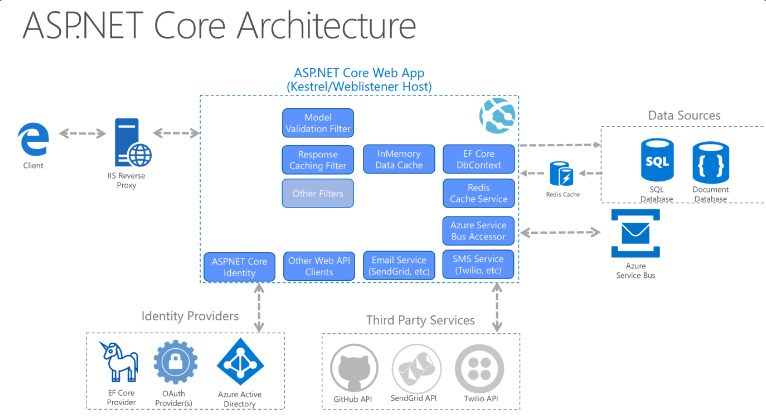 ASP.NET Core Architecture
ASP.NET Core Web App
(Kestrel/Weblistener Host)
Model
Validation Filter
Response
Caching Filter
Other Filters
InMemory
Data Cache
EF Core
DbContext
Redis
Cache Service
Azure Service
Bus Accessor
ASP.NET Core
Identity
Other Web API
Clients
Email Service
(SendGrid, etc)
SMS Service
(Twilio, etc)
Client
IIS Reverse
Proxy
Data Sources
SQL
SQL
Database
Document
Database
Redis Cache
Azure
Service Bus
Identity Providers
EF Core
Provider
OAuth
Provider(s)
Azure Active
Directory
Third Party Services
GitHub API
SendGrid API
Twilio API